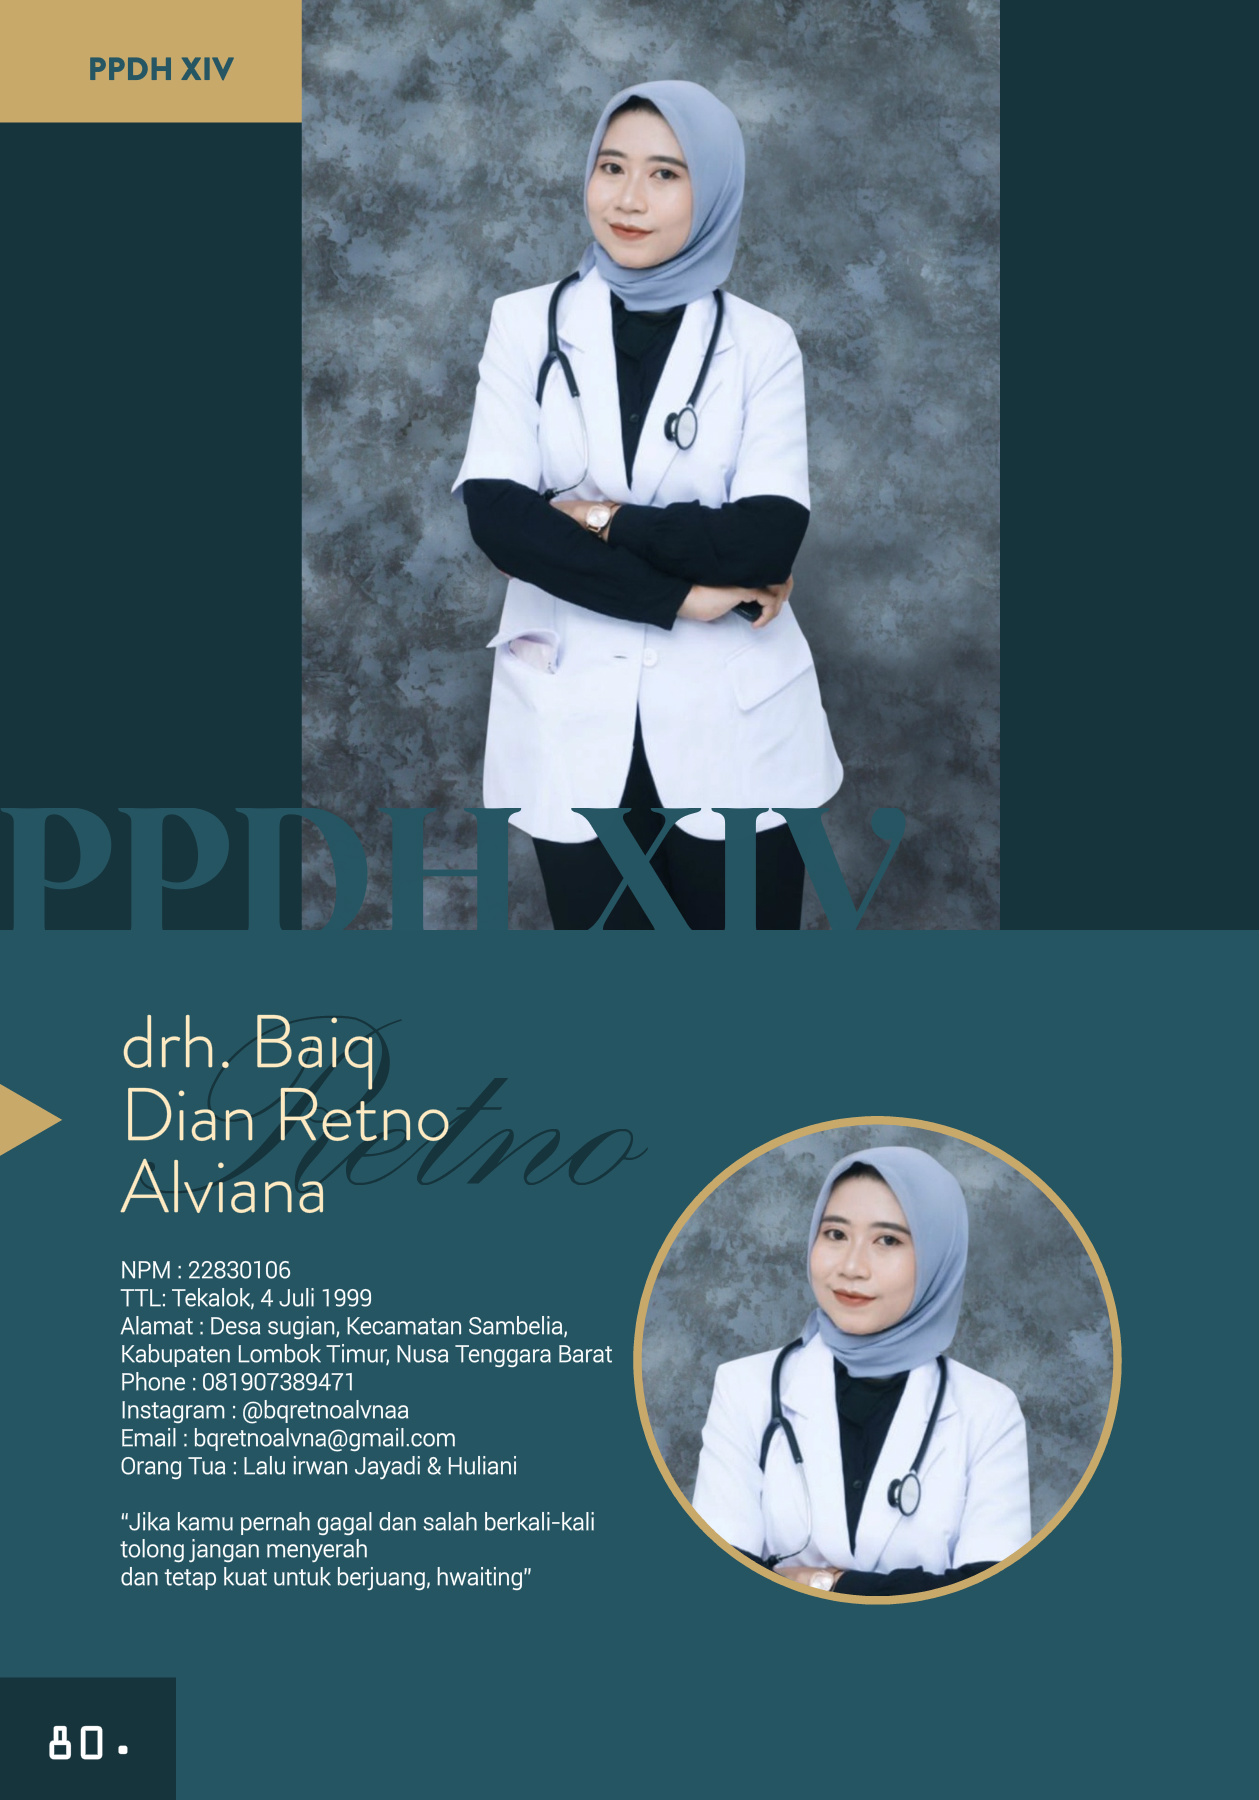 PPDH XIV
PPDH XIV
drh. Baiq
Dian Retno
Alviana
Retno
NPM : 22830106
TTL: Tekalok, 4 Juli 1999
Alamat : Desa sugian, Kecamatan Sambelia,
Kabupaten Lombok Timur, Nusa Tenggara Barat
Phone : 081907389471
Instagram : @bqretnoalvnaa
Email : bqretnoalvna@gmail.com
Orang Tua : Lalu irwan Jayadi & Huliani
“Jika kamu pernah gagal dan salah berkali-kali
tolong jangan menyerah
dan tetap kuat untuk berjuang, hwaiting”
80.